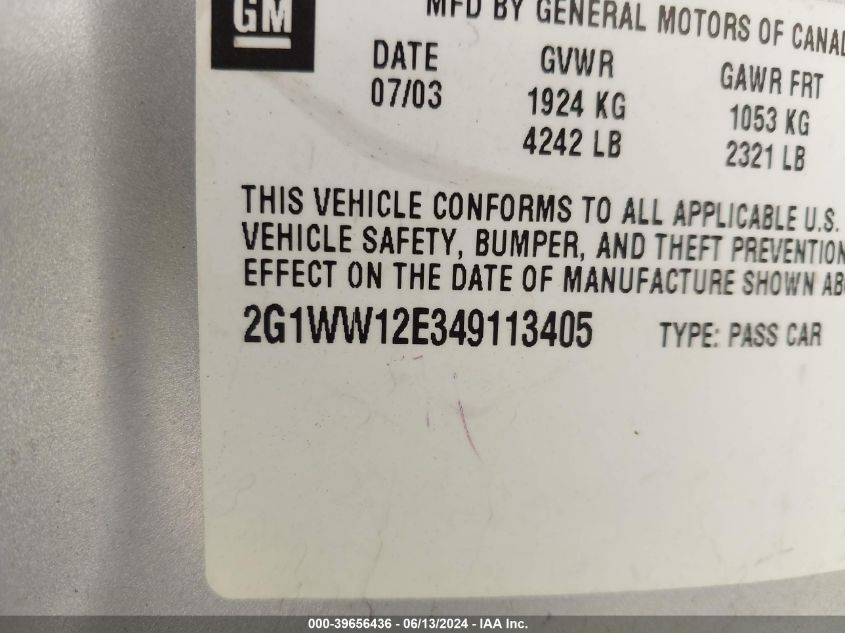 GM
MFD BY GENERAL MOTORS OF CANAD
DATE GVWR GAWR FRT
07/03 1924 KG 1053 KG
4242 LB 2321 LB
THIS VEHICLE CONFORMS TO ALL APPLICABLE U.S.
VEHICLE SAFETY, BUMPER, AND THEFT PREVENTION
EFFECT ON THE DATE OF MANUFACTURE SHOWN AB
2G1WW12E349113405 TYPE: PASS CAR
000-39656436 - 06/13/2024 - IAA Inc.